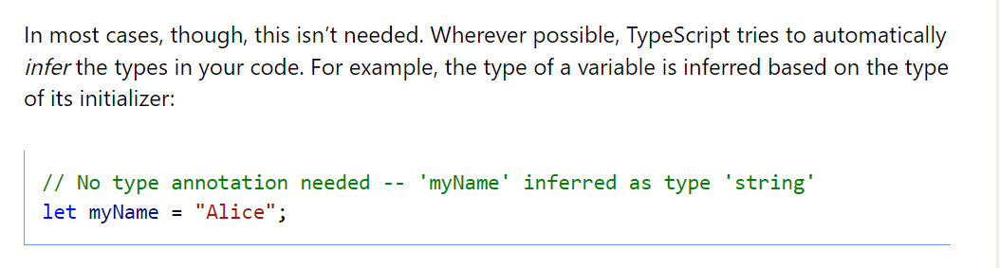 In most cases, though, this isn’t needed. Wherever possible, TypeScript tries to automatically
infer the types in your code. For example, the type of a variable is inferred based on the type
of its initializer:
// No type annotation needed -- 'myName' inferred as type 'string'
let myName = "Alice";